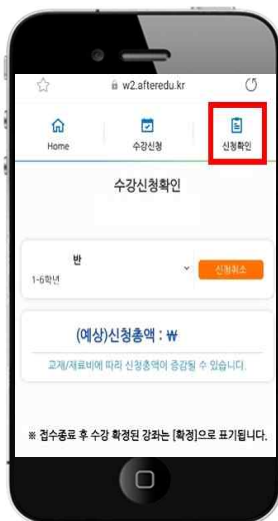 w2.afteredu.kr
Home 수강신청 신청확인
수강신청확인
반
1-6학년
신청취소
(예상)신청총액 : ₩
교재/재료비에 따리 신청총액이 증감될 수 있습니다.
※ 접수종료 후 수강 확정된 강좌는 [확정]으로 표기됩니다.